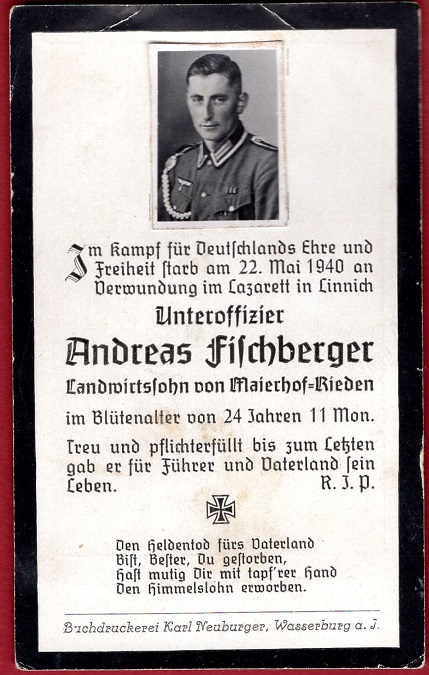 Im Kampf für Deutschlands Ehre und
Freiheit starb am 22. Mai 1940 an
Verwundung im Lazarett in Linnich
Unteroffizier
Andreas Fischberger
Landwirtssohn von Maierhof-Rieden
im Blütenalter von 24 Jahren 11 Mon.
Treu und pflichterfüllt bis zum Letzten
gab er für Führer und Vaterland sein
Leben. R. I. P.
Den Heldentod fürs Vaterland
Bist, Bester, Du gestorben,
Hast mutig Dir mit tapf'rer Hand
Den Himmelslohn erworben.
Buchdruckerei Karl Neuburger, Wasserburg a. I.